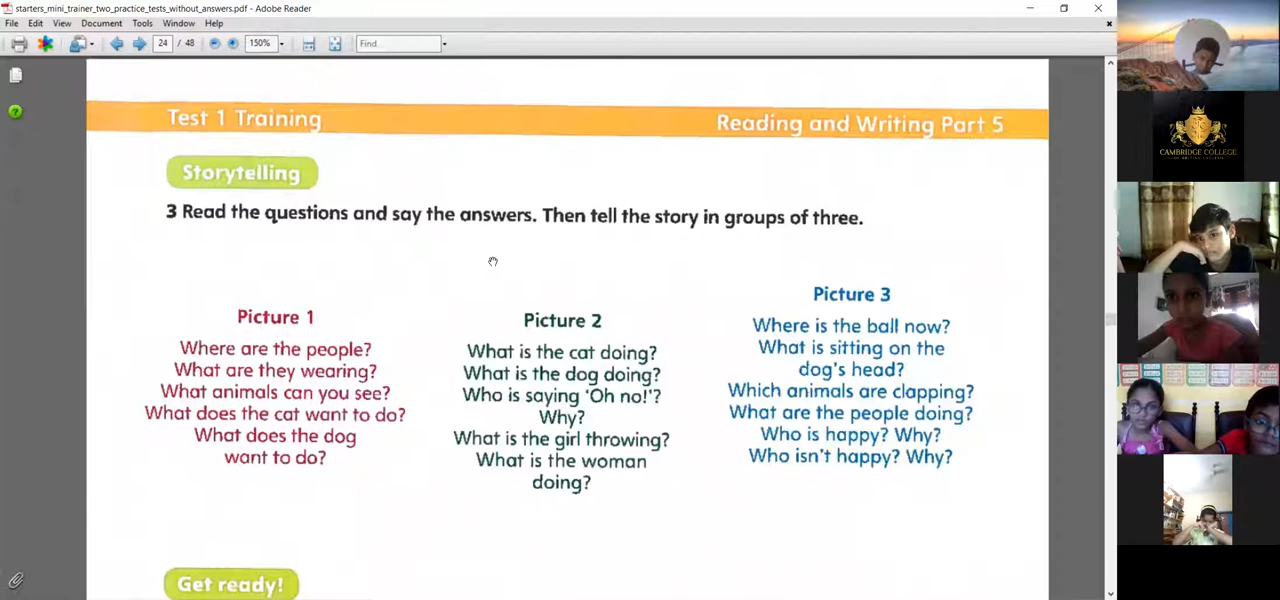 starters_mini_trainer_two_practice_tests_without_answers.pdf - Adobe Reader
File Edit View Document Tools Window Help
24 / 48 150% Find
Test 1 Training
Reading and Writing Part 5
Storytelling
3 Read the questions and say the answers. Then tell the story in groups of three.
Picture 1
Where are the people?
What are they wearing?
What animals can you see?
What does the cat want to do?
What does the dog
want to do?
Picture 2
What is the cat doing?
What is the dog doing?
Who is saying 'Oh no!'?
Why?
What is the girl throwing?
What is the woman
doing?
Picture 3
Where is the ball now?
What is sitting on the
dog's head?
Which animals are clapping?
What are the people doing?
Who is happy? Why?
Who isn't happy? Why?
Get ready!
CAMBRIDGE COLLEGE